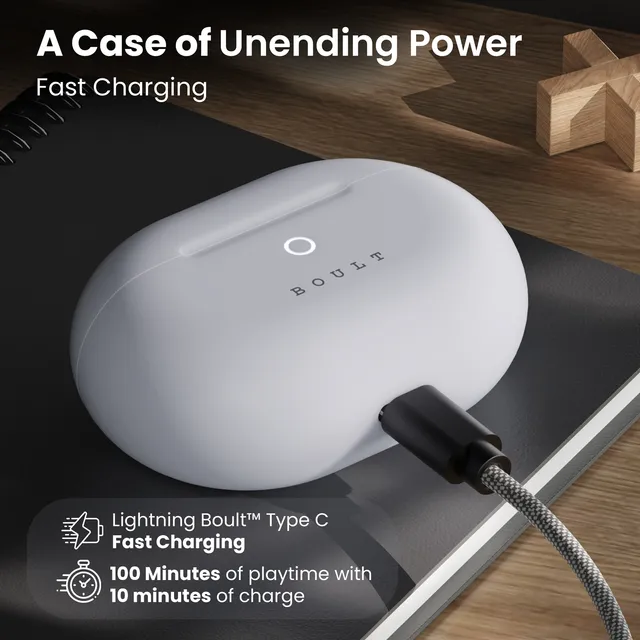 A Case of Unending Power
Fast Charging
BOULT
Lightning Boult™ Type C
Fast Charging
100 Minutes of playtime with
10 minutes of charge